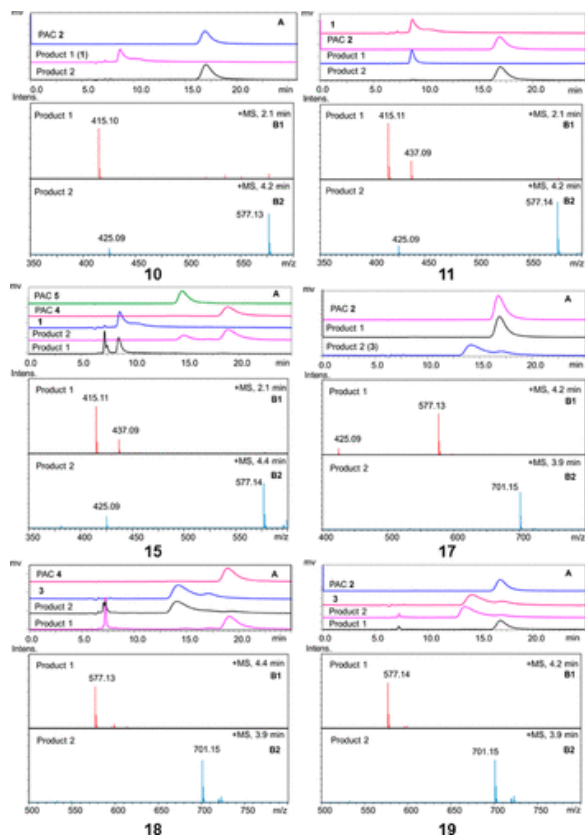 mv
A
PAC 2
Product 1 (1)
Product 2
0.0 5.0 10.0 15.0 20.0 min
Intens.
Product 1
+MS, 2.1 min
B1
415.10
Product 2
+MS, 4.2 min
B2
577.13
425.09
350 400 450 500 550 m/z
10
A
1
PAC 2
Product 1
Product 2
0.0 5.0 10.0 15.0 20.0 min
Intens.
Product 1
+MS, 2.1 min
B1
415.11
437.09
Product 2
+MS, 4.2 min
B2
577.14
425.09
350 400 450 500 550 m/z
11
mv
A
PAC 5
PAC 4
1
Product 2
Product 1
0.0 5.0 10.0 15.0 20.0 min
Intens.
Product 1
+MS, 2.1 min
B1
415.11
437.09
Product 2
+MS, 4.4 min
B2
577.14
425.09
350 400 450 500 550 m/z
15
mv
A
PAC 2
Product 1
Product 2 (3)
0.0 5.0 10.0 15.0 20.0 min
Intens.
Product 1
+MS, 4.2 min
B1
577.13
425.09
Product 2
+MS, 3.9 min
B2
701.15
400 500 600 700 m/z
17
mv
A
PAC 4
3
Product 2
Product 1
0.0 5.0 10.0 15.0 20.0 min
Intens.
Product 1
+MS, 4.4 min
B1
577.13
Product 2
+MS, 3.9 min
B2
701.15
500 600 700 m/z
18
mv
A
PAC 2
3
Product 2
Product 1
0.0 5.0 10.0 15.0 20.0 min
Intens.
Product 1
+MS, 4.2 min
B1
577.14
Product 2
+MS, 3.9 min
B2
701.15
500 600 700 m/z
19